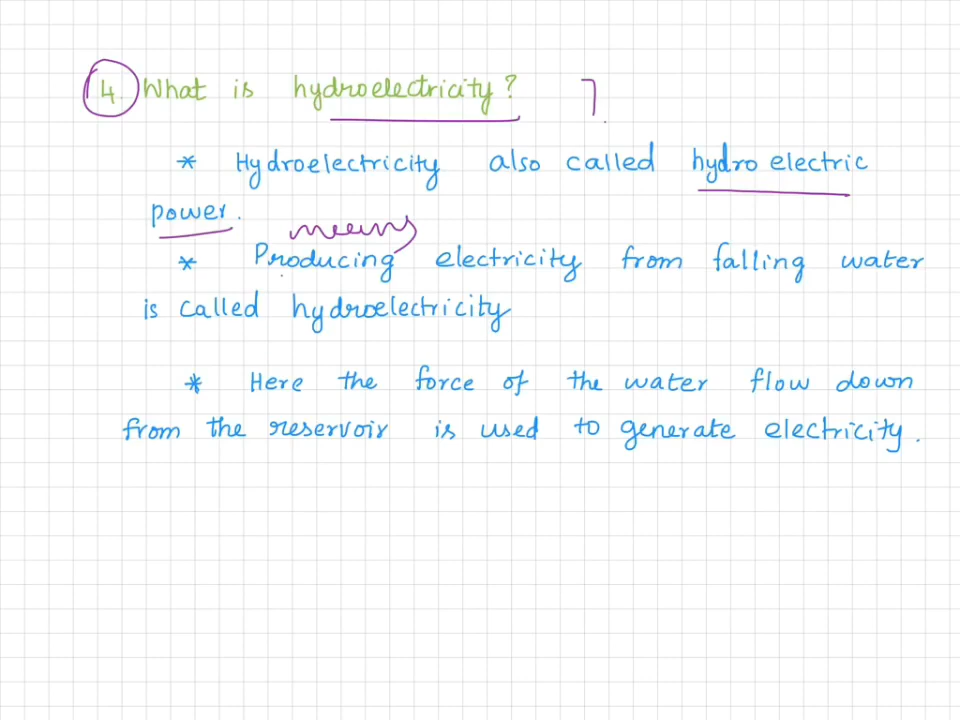 4. What is hydroelectricity?
* Hydroelectricity also called hydro electric
power.
means
* Producing electricity from falling water
is called hydroelectricity
* Here the force of the water flow down
from the reservoir is used to generate electricity.